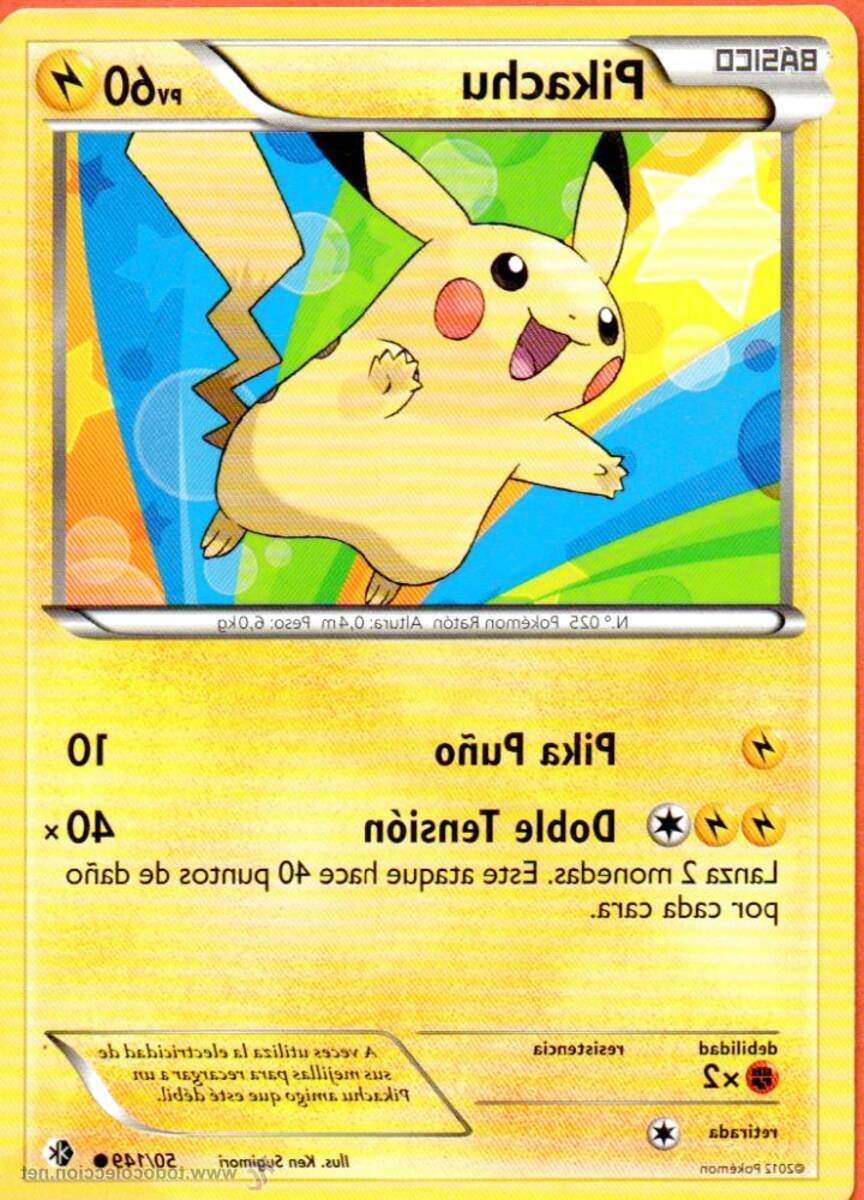 BÁSICO Pikachu PV60
N.º 025 Pokémon Ratón Altura: 0,4m Peso: 6,0kg
Pika Puño 10
Doble Tensión 40×
Lanza 2 monedas. Este ataque hace 40 puntos de daño
por cada cara.
debilidad resistencia
×2
retirada
A veces utiliza la electricidad de
sus mejillas para recargar a un
Pikachu amigo que esté débil.
©2012 Pokémon
Ilus. Ken Sugimori
50/149
www.todocoleccion.net